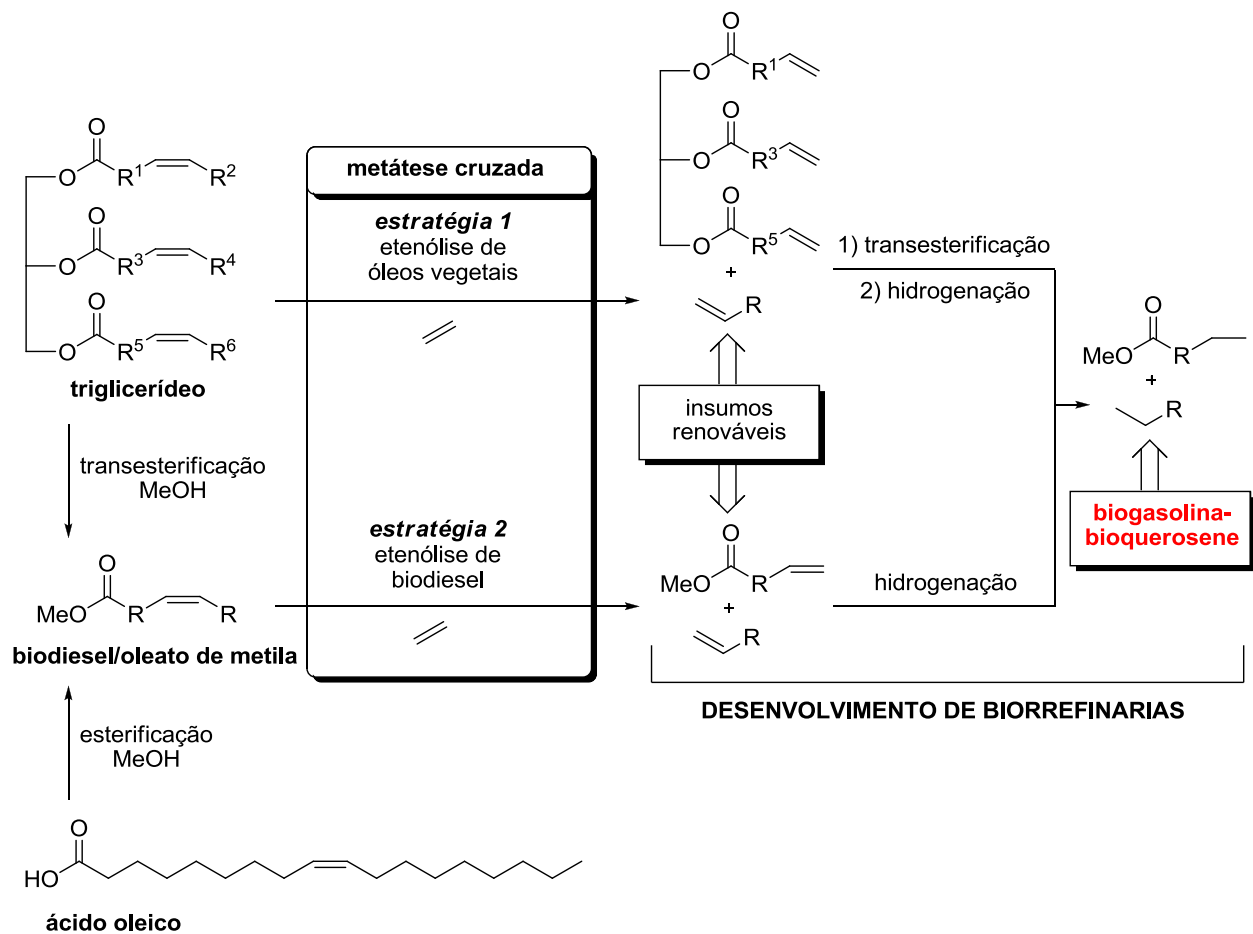 O
O
R1
O
O
R3
O
O
R5
+
R
O
O
R1
R2
O
O
R3
R4
O
O
R5
R6
triglicerídeo
metátese cruzada
estratégia 1
etenólise de
óleos vegetais
1) transesterificação
2) hidrogenação
insumos
renováveis
O
MeO
R
+
R
biogasolina-
bioquerosene
transesterificação
MeOH
estratégia 2
etenólise de
biodiesel
O
MeO
R
R
biodiesel/oleato de metila
O
MeO
R
+
R
hidrogenação
DESENVOLVIMENTO DE BIORREFINARIAS
esterificação
MeOH
O
HO
ácido oleico